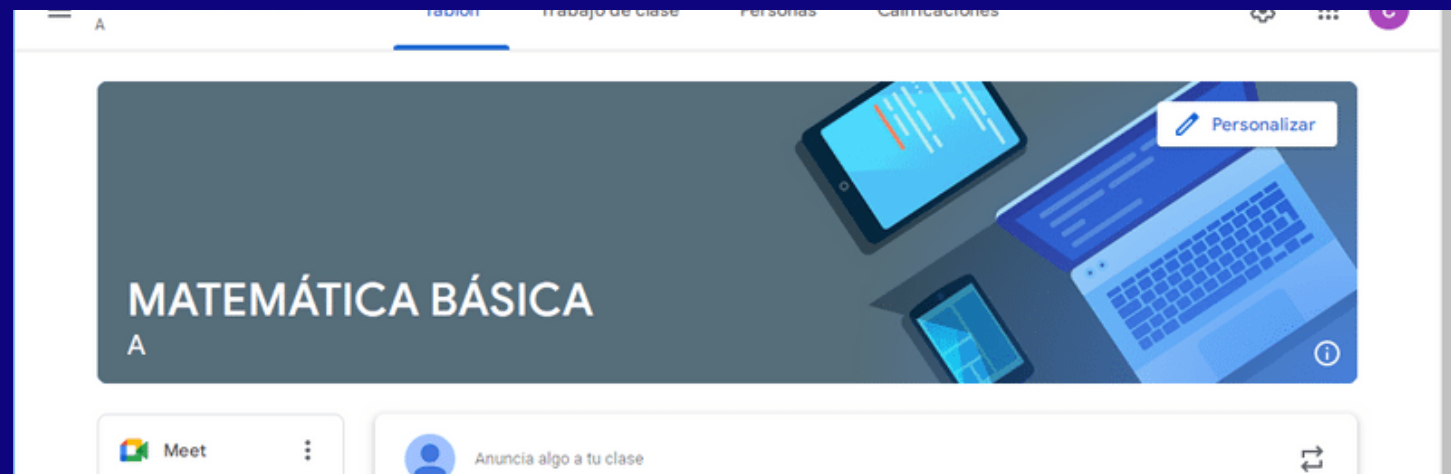 A
Tablón Trabajo de clase Personas Calificaciones
C
Personalizar
MATEMÁTICA BÁSICA
A
Meet
Anuncia algo a tu clase